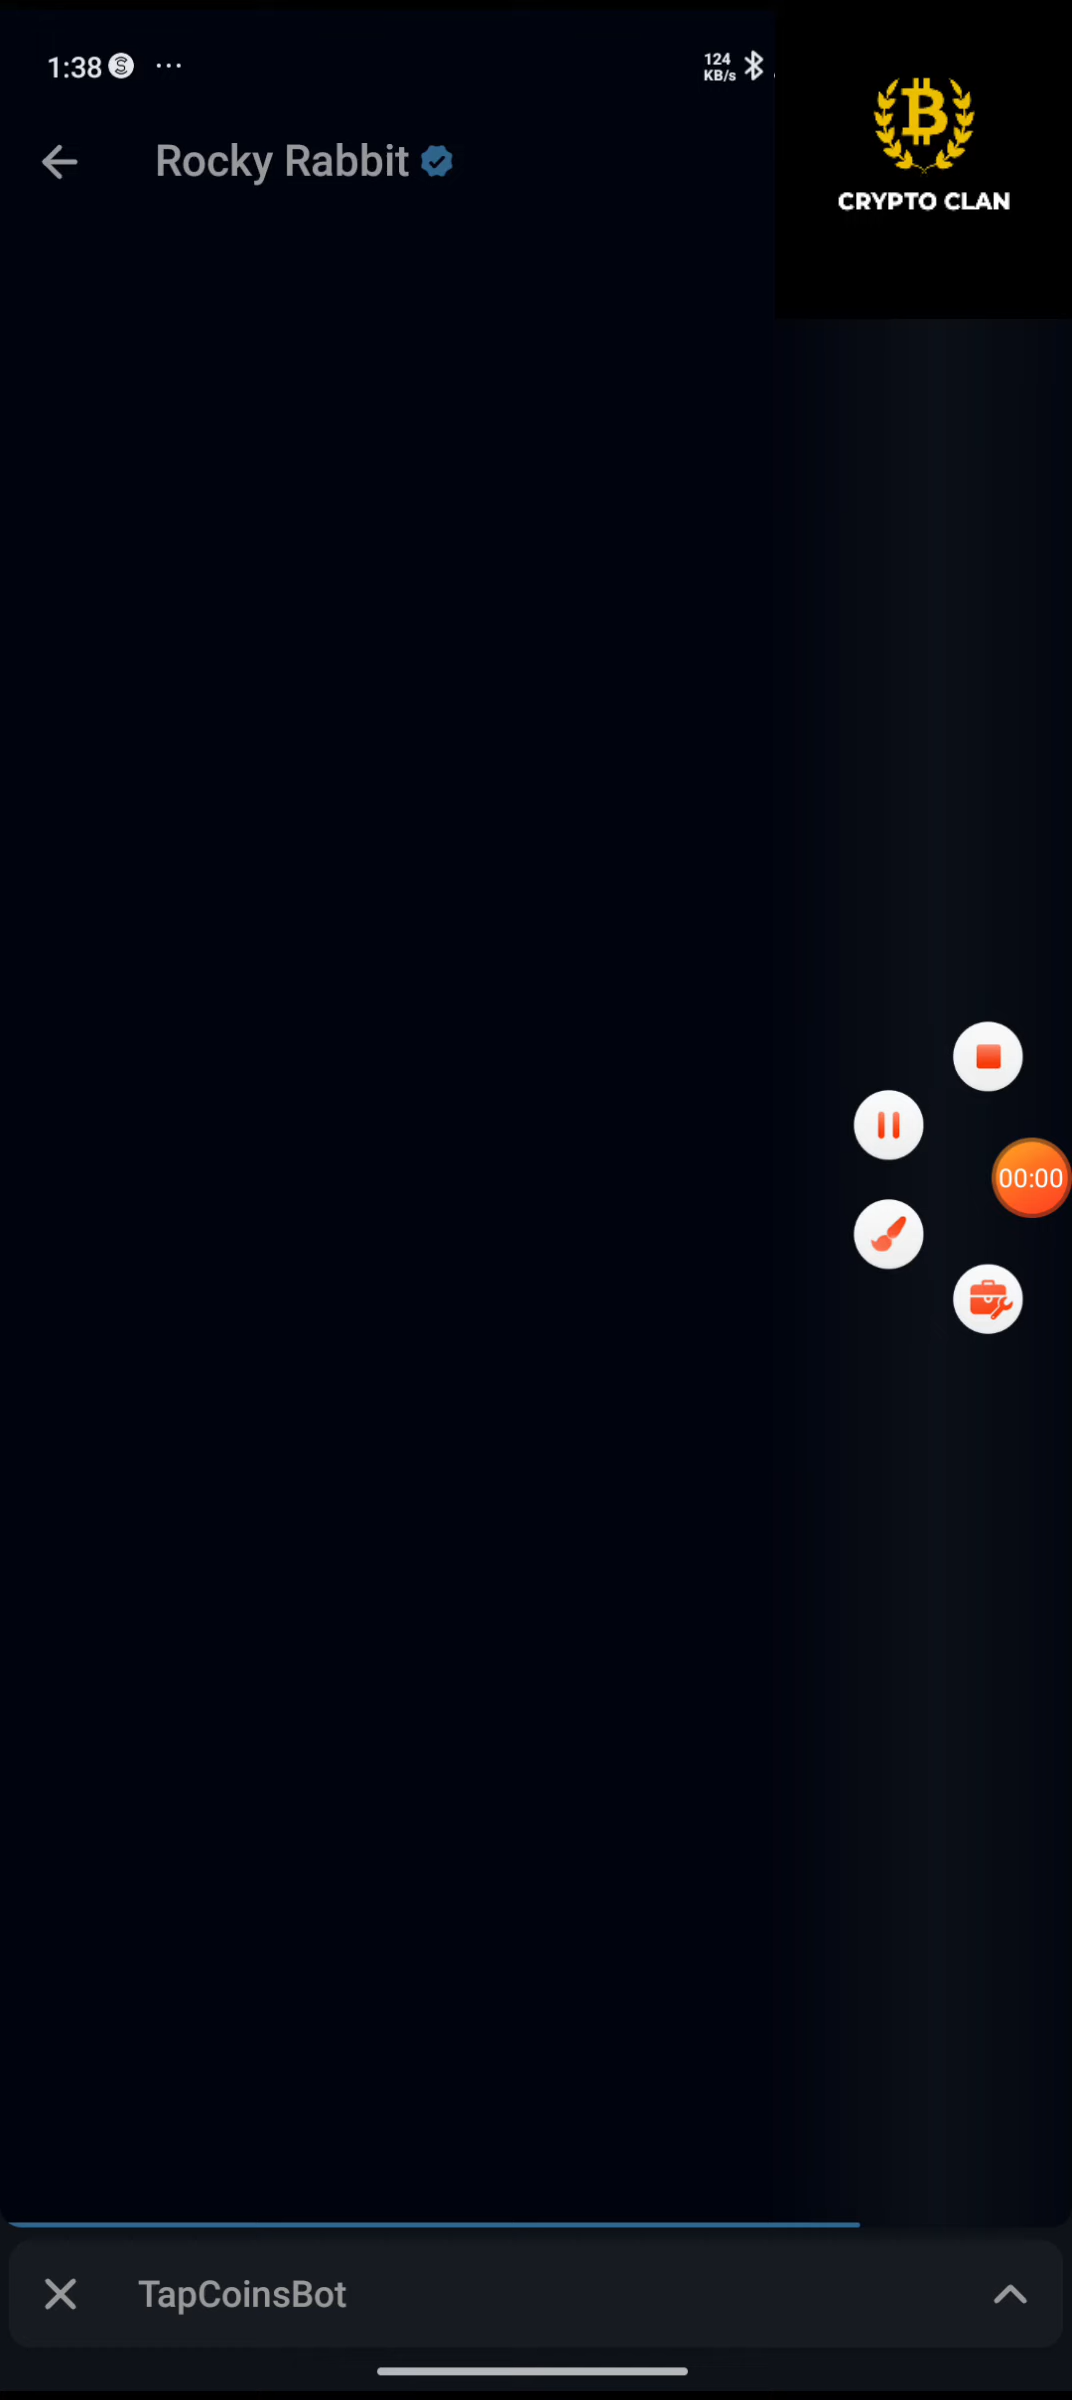 1:38
124
KB/s
Rocky Rabbit
CRYPTO CLAN
00:00
TapCoinsBot